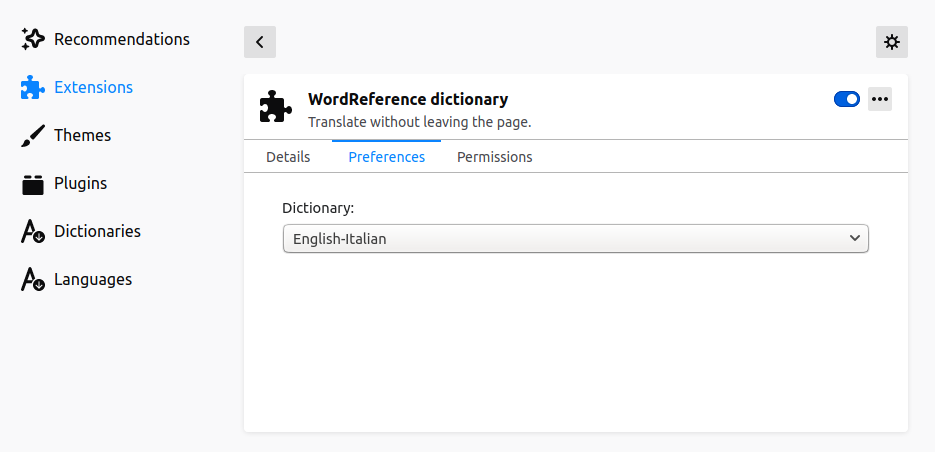 Recommendations
Extensions
Themes
Plugins
Dictionaries
Languages
WordReference dictionary
Translate without leaving the page.
Details Preferences Permissions
Dictionary:
English-Italian